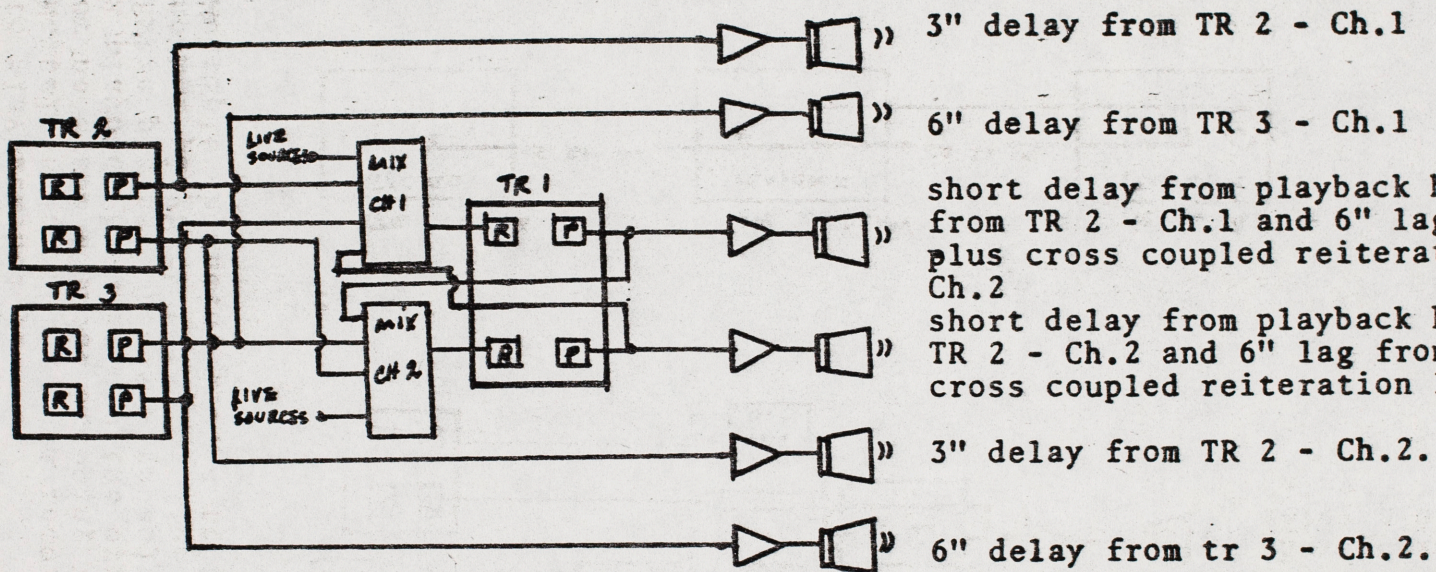 3" delay from TR 2 - Ch.1
6" delay from TR 3 - Ch.1
short delay from playback
from TR 2 - Ch.1 and 6" lag
plus cross coupled
Ch.2
short delay from playback
TR 2 - Ch.2 and 6" lag
cross coupled reiteration
3" delay from TR 2 - Ch.2.
6" delay from tr 3 - Ch.2.
TR 2
R P
R P
TR 3
R P
R P
LIVE
SOURCES
MIX
CH 1
MIX
CH 2
LIVE
SOURCESS
TR 1
R P
R P